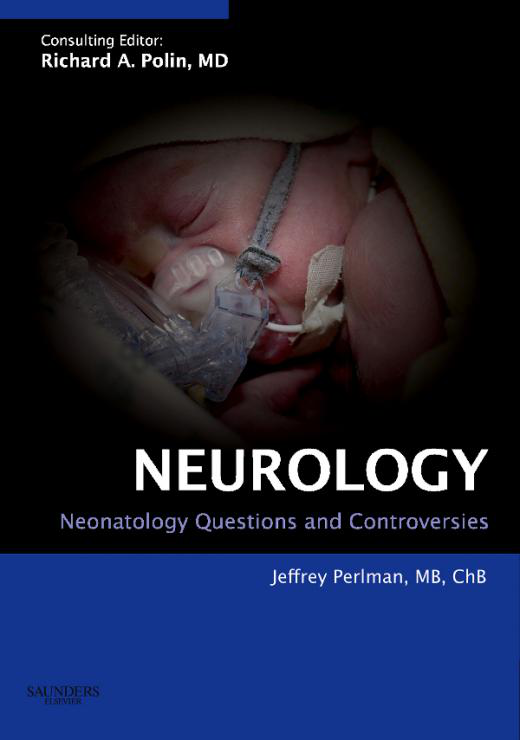 Consulting Editor:
Richard A. Polin, MD
NEUROLOGY
Neonatology Questions and Controversies
Jeffrey Perlman, MB, ChB
SAUNDERS
ELSEVIER